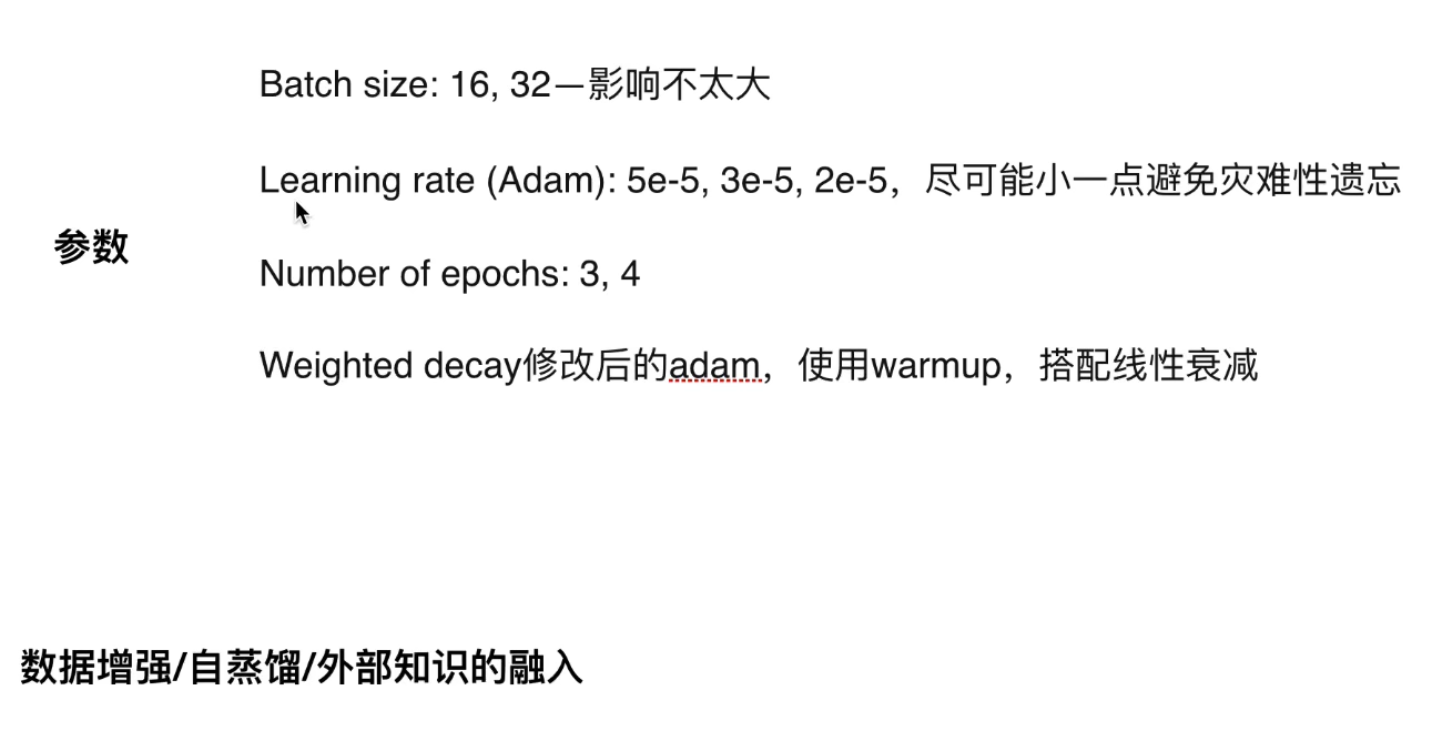 Batch size: 16, 32—影响不太大
Learning rate (Adam): 5e-5, 3e-5, 2e-5，尽可能小一点避免灾难性遗忘
参数
Number of epochs: 3, 4
Weighted decay修改后的adam，使用warmup，搭配线性衰减
数据增强/自蒸馏/外部知识的融入